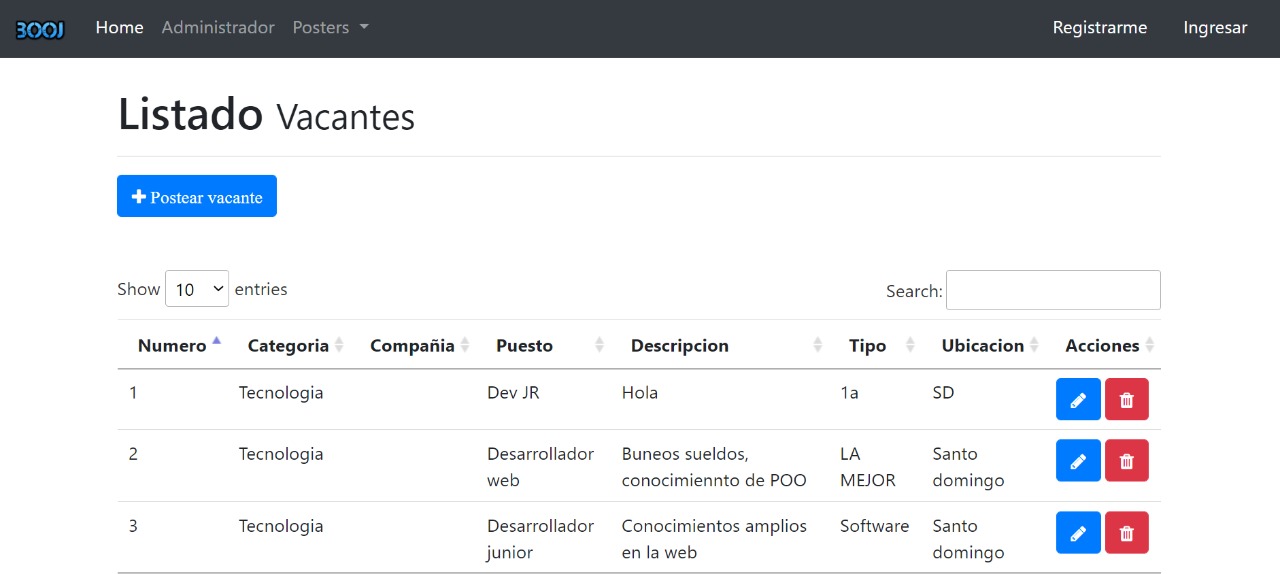 BOOJ Home Administrador Posters Registrarme Ingresar
Listado Vacantes
Postear vacante
Show 10 entries Search:
Numero Categoria Compañia Puesto Descripcion Tipo Ubicacion Acciones
1 Tecnologia Dev JR Hola 1a SD
2 Tecnologia Desarrollador Buneos sueldos, LA Santo
web conocimiennto de POO MEJOR domingo
3 Tecnologia Desarrollador Conocimientos amplios Software Santo
junior en la web domingo